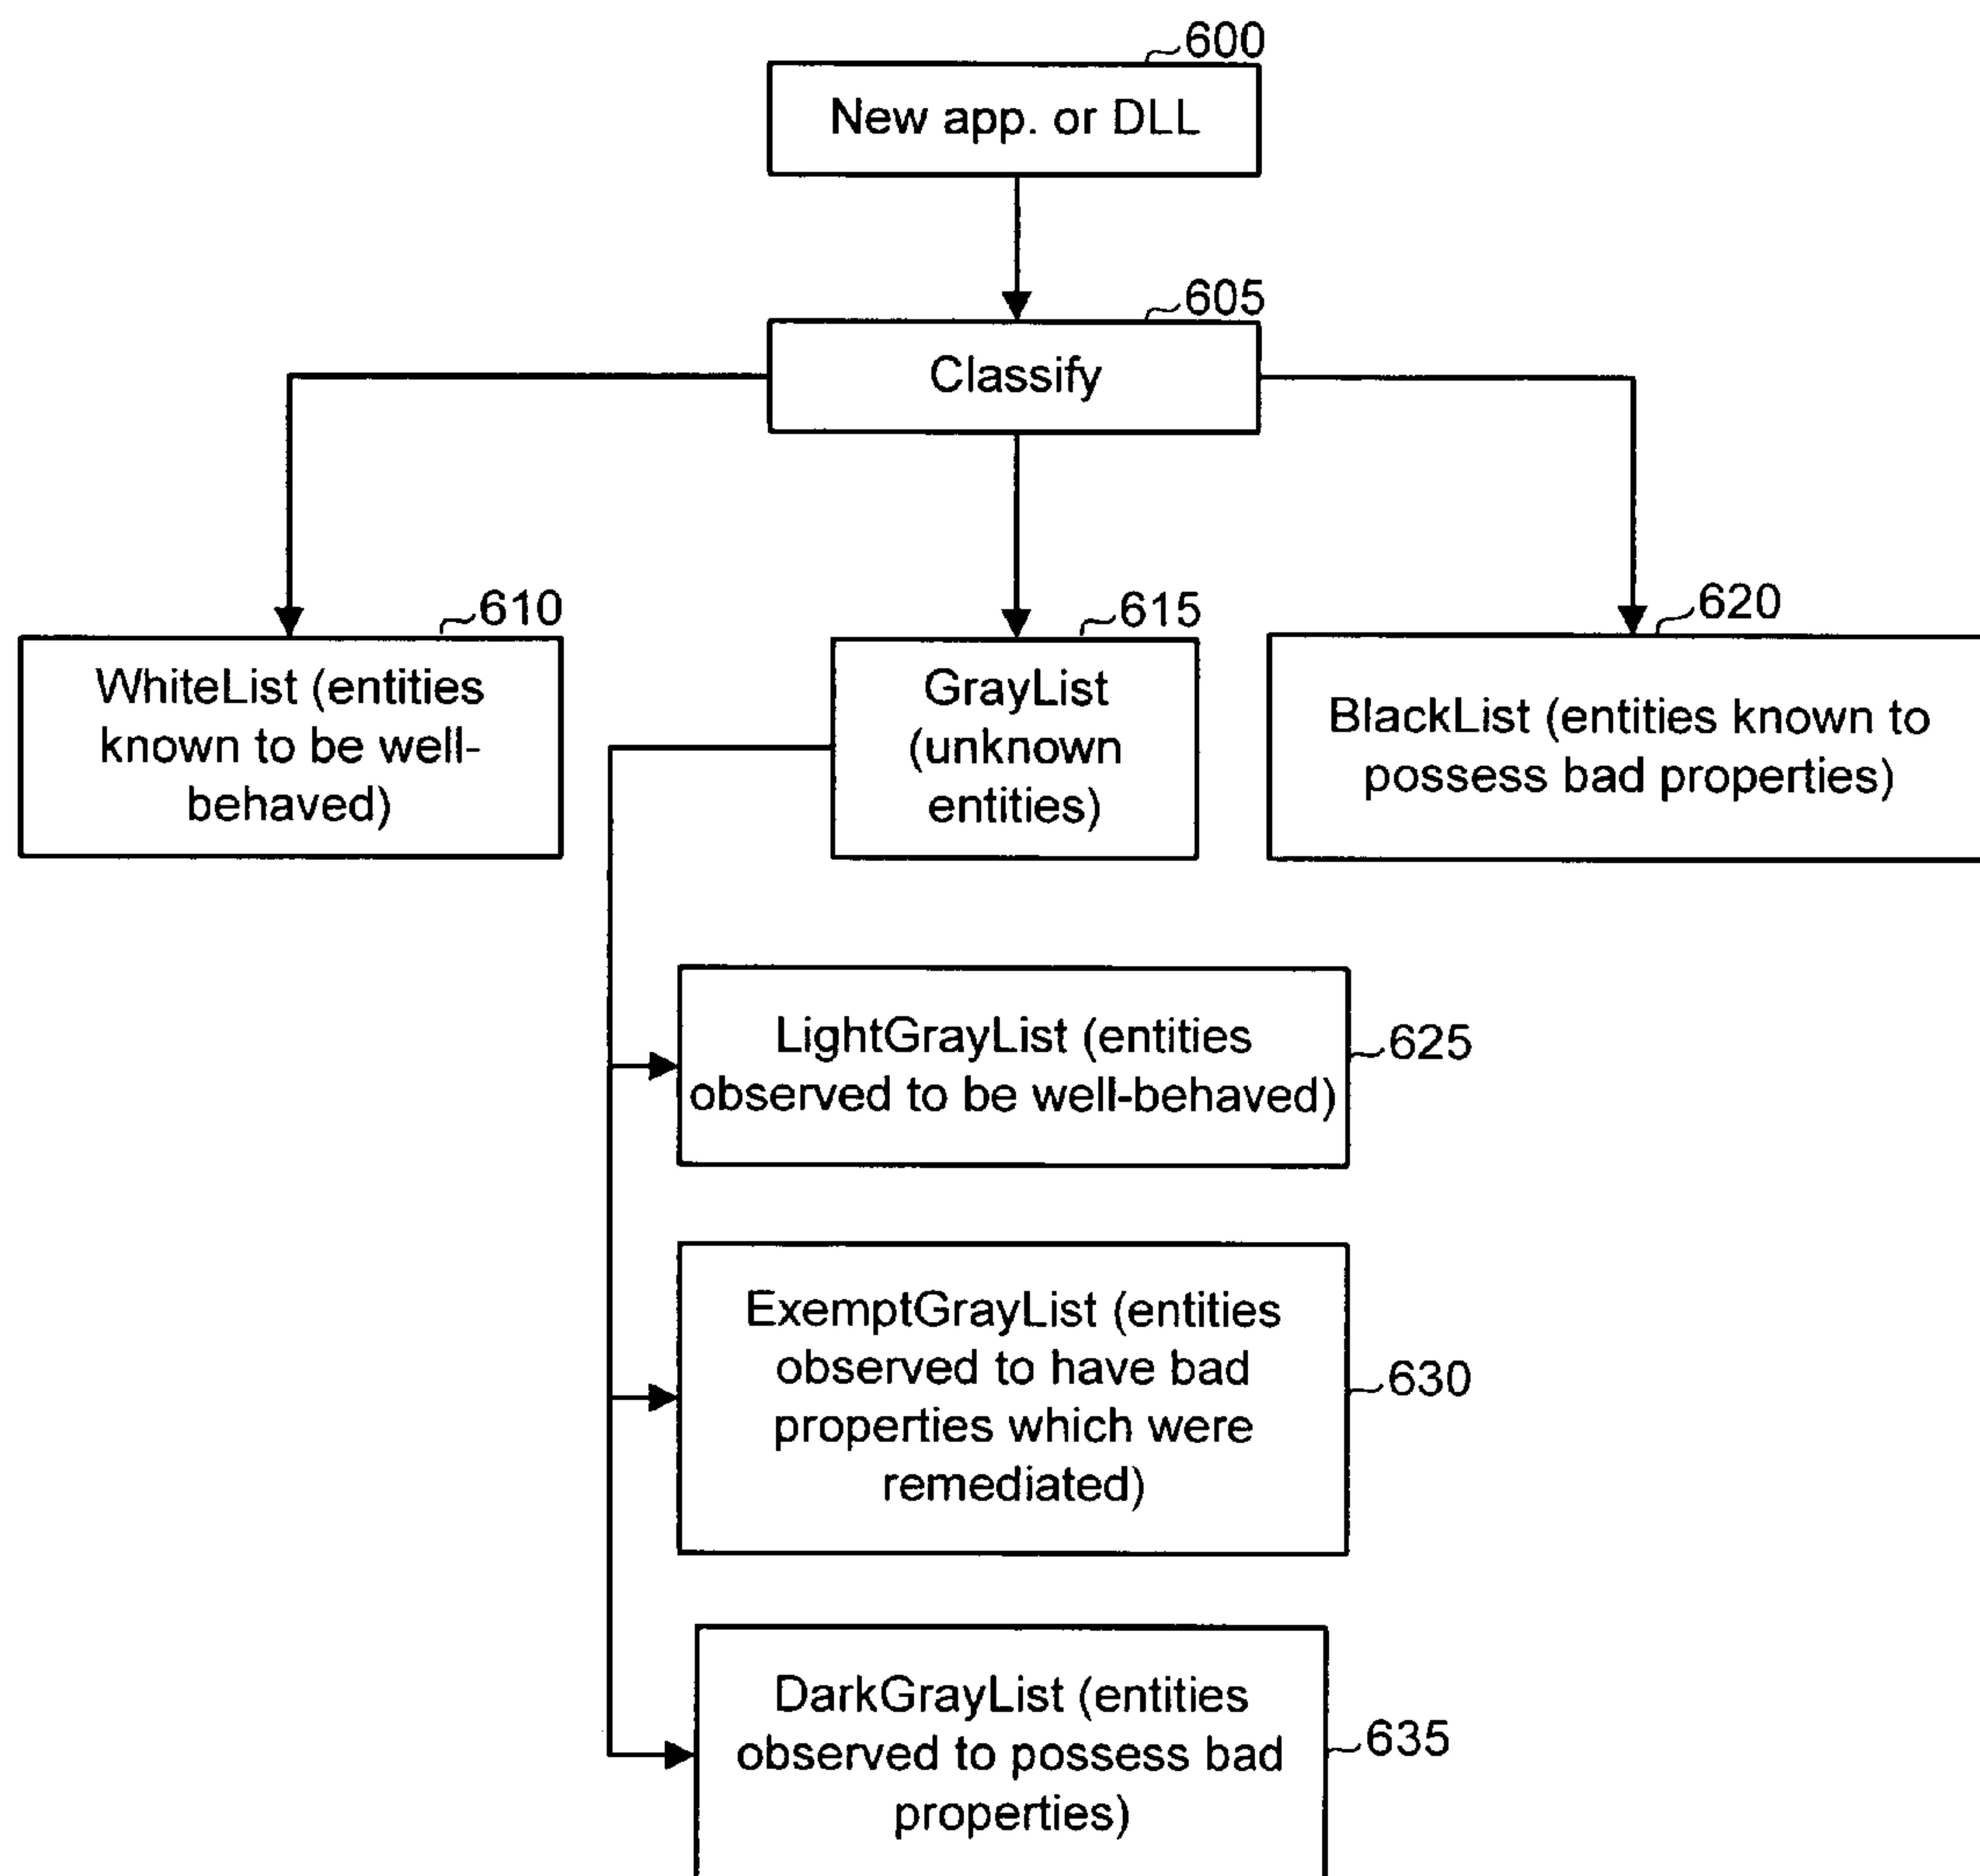 600
New app. or DLL
605
Classify
610
WhiteList (entities
known to be well-
behaved)
615
GrayList
(unknown
entities)
620
BlackList (entities known to
possess bad properties)
LightGrayList (entities
observed to be well-behaved)
625
ExemptGrayList (entities
observed to have bad
properties which were
remediated)
630
DarkGrayList (entities
observed to possess bad
properties)
635